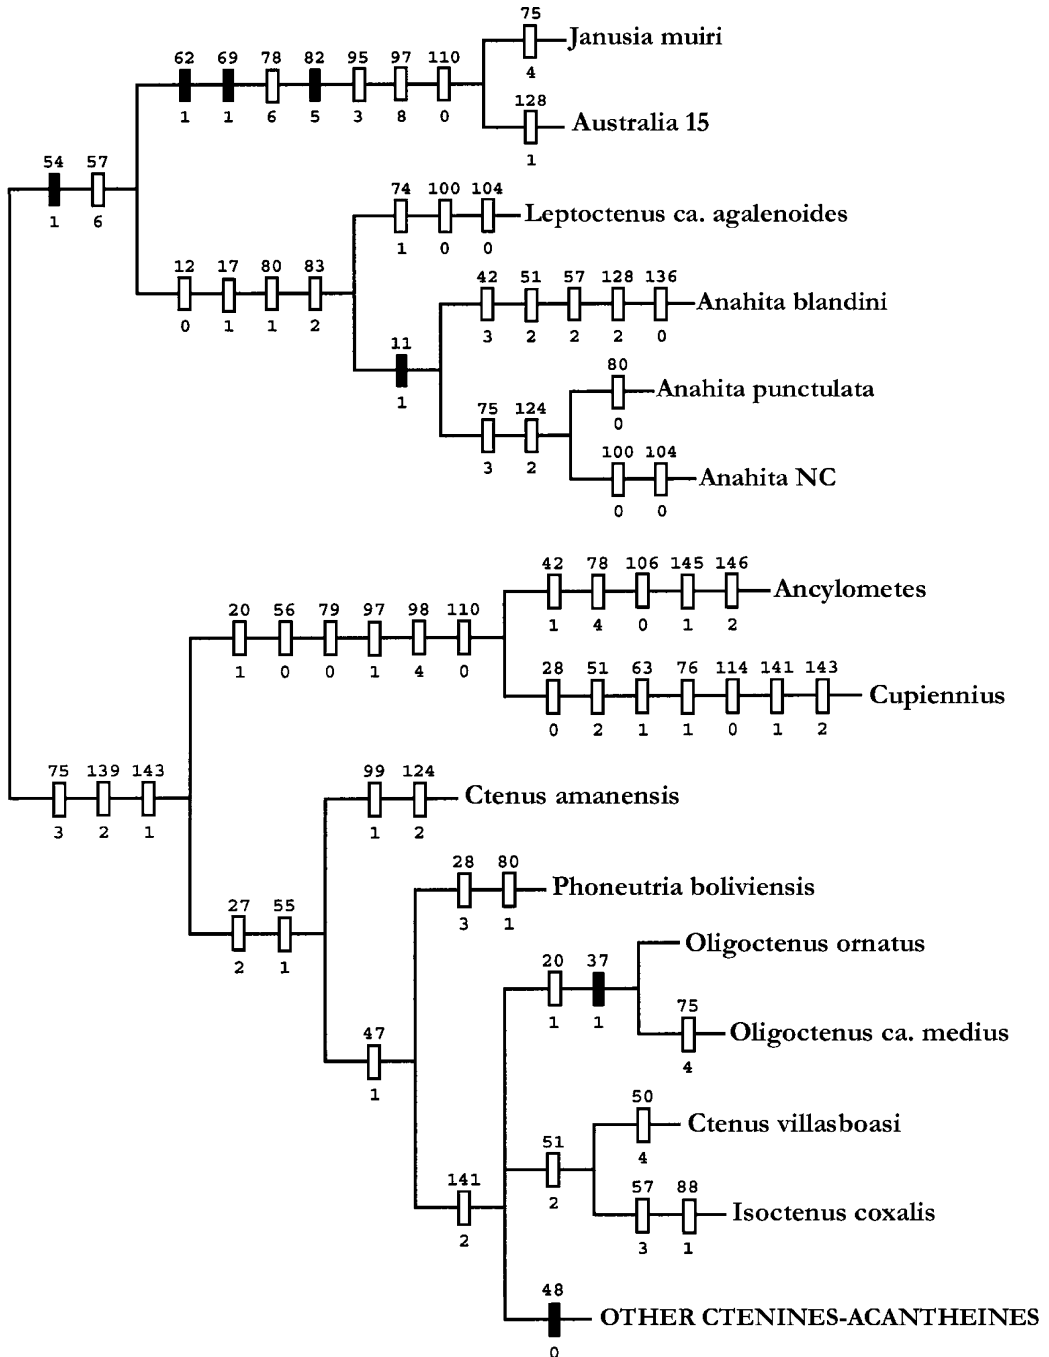 75
Janusia muiri
4
62 69 78 82 95 97 110
1 1 6 5 3 8 0
128
Australia 15
1
54 57
1 6
74 100 104
Leptoctenus ca. agalenoides
1 0 0
12 17 80 83
0 1 1 2
42 51 57 128 136
Anahita blandini
3 2 2 2 0
11
1
80
Anahita punctulata
0
75 124
3 2
100 104
Anahita NC
0 0
42 78 106 145 146
Ancylometes
1 4 0 1 2
20 56 79 97 98 110
1 0 0 1 4 0
28 51 63 76 114 141 143
Cupiennius
0 2 1 1 0 1 2
75 139 143
3 2 1
99 124
Ctenus amanensis
1 2
28 80
Phoneutria boliviensis
3 1
27 55
2 1
Oligoctenus ornatus
20 37
1 1
75
Oligoctenus ca. medius
4
47
1
50
Ctenus villasboasi
4
51
2
141
2
57 88
Isoctenus coxalis
3 1
48
OTHER CTENINES-ACANTHEINES
0